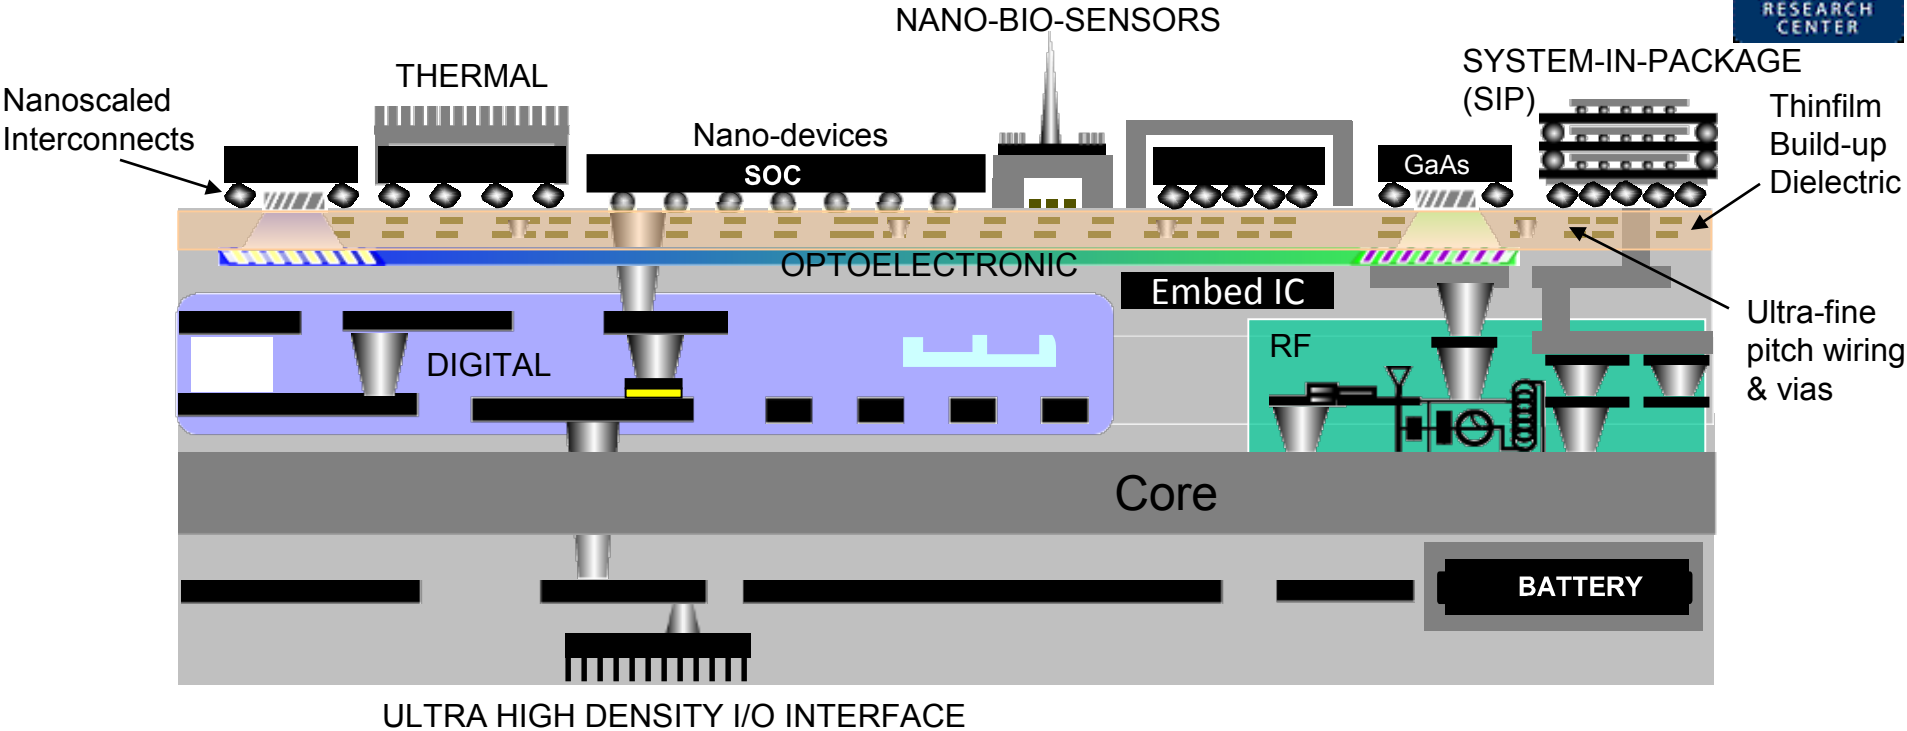 RESEARCH
CENTER
NANO-BIO-SENSORS
SYSTEM-IN-PACKAGE
(SIP)
THERMAL
Nanoscaled
Interconnects
Nano-devices
SOC
GaAs
Thinfilm
Build-up
Dielectric
OPTOELECTRONIC
Embed IC
DIGITAL
RF
Ultra-fine
pitch wiring
& vias
Core
BATTERY
ULTRA HIGH DENSITY I/O INTERFACE